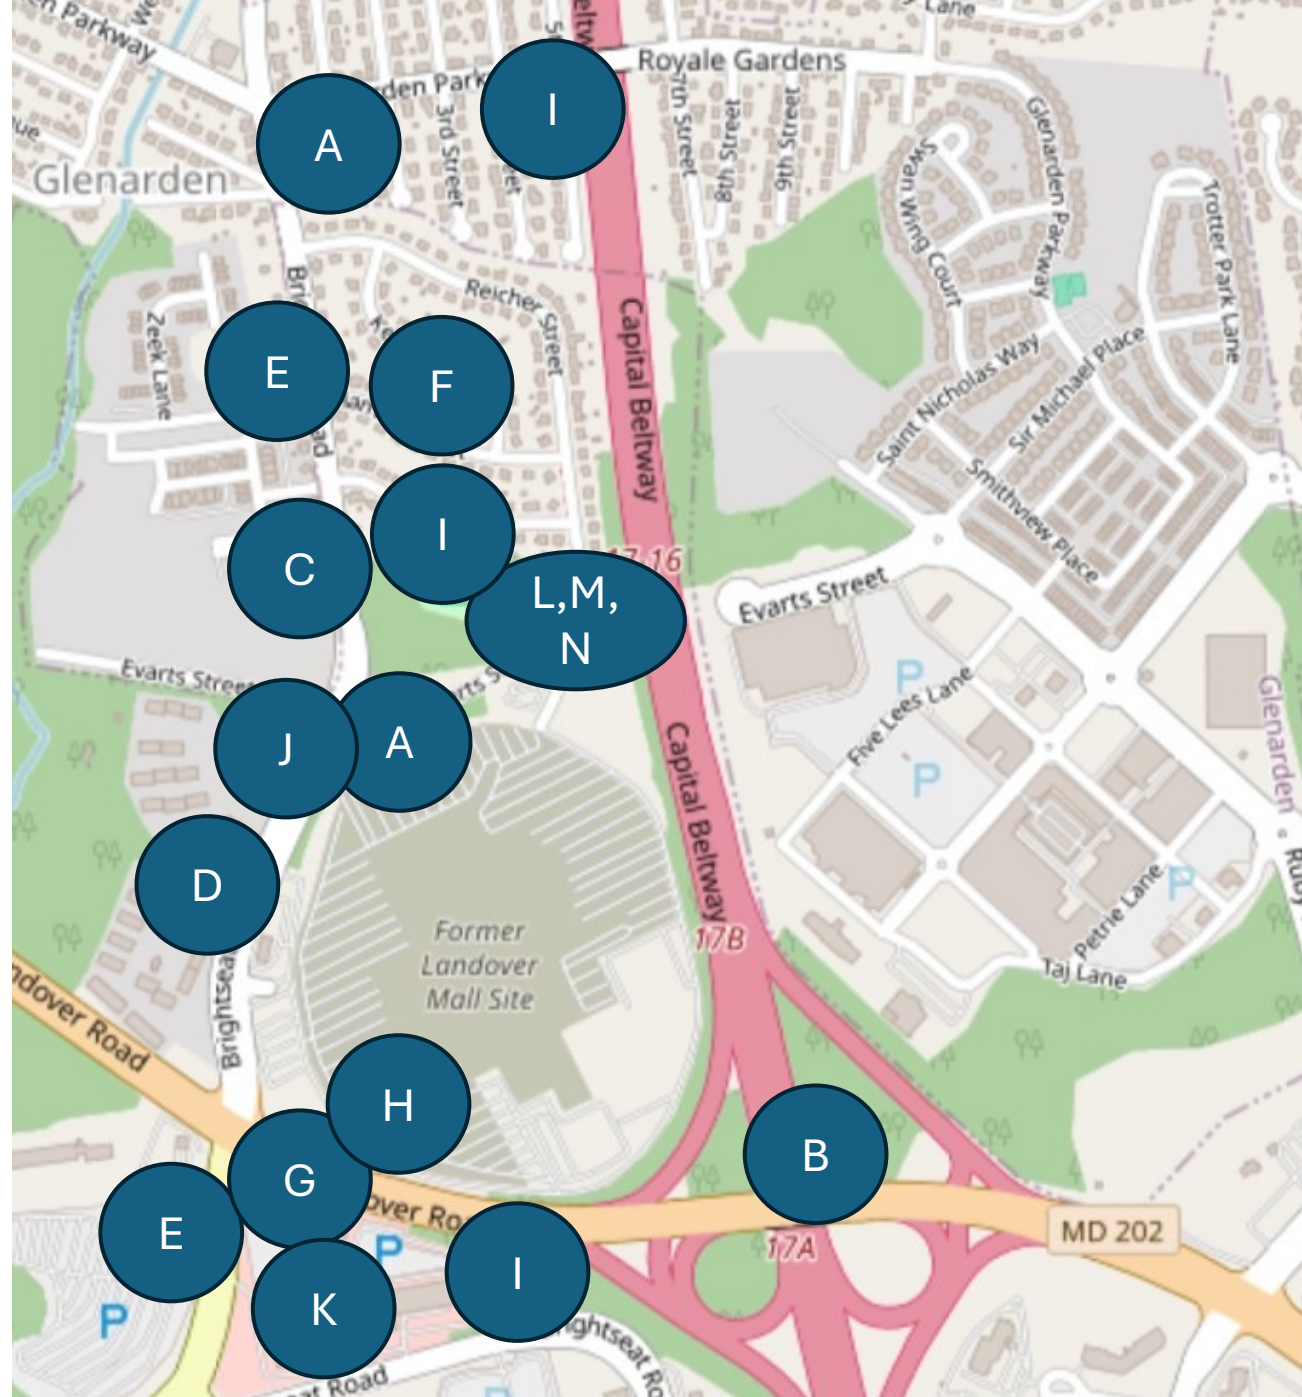 Lane
Royale Gardens
7th Street
8th Street
9th Street
3rd Street
Glenarden
A
I
Swan Wing Court
Glenarden Parkway
Trotter Park Lane
Reicher Street
Capital Beltway
Zeek Lane
E
F
Saint Nicholas Way
Sir Michael Place
Smithview Place
C
I
L,M,
N
Evarts Street
Evarts Street
J
A
P
Five Lees Lane
P
Glenarden
Capital Beltway
D
P
Petrie Lane
Taj Lane
17B
Former
Landover
Mall Site
H
B
G
E
K
I
P
P
17A
MD 202